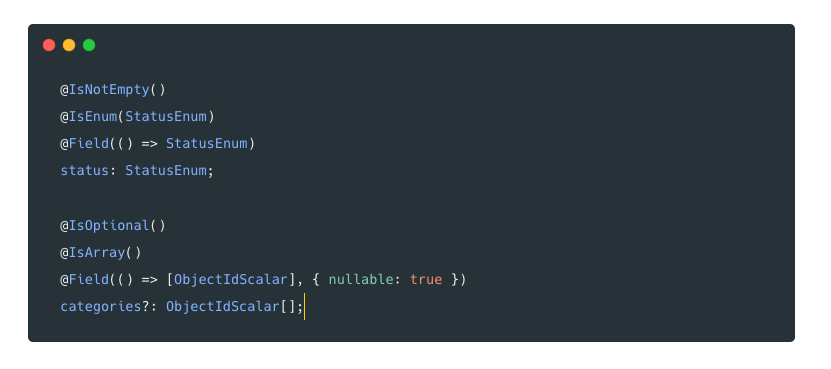 @IsNotEmpty()
@IsEnum(StatusEnum)
@Field(() => StatusEnum)
status: StatusEnum;
@IsOptional()
@IsArray()
@Field(() => [ObjectIdScalar], { nullable: true })
categories?: ObjectIdScalar[];